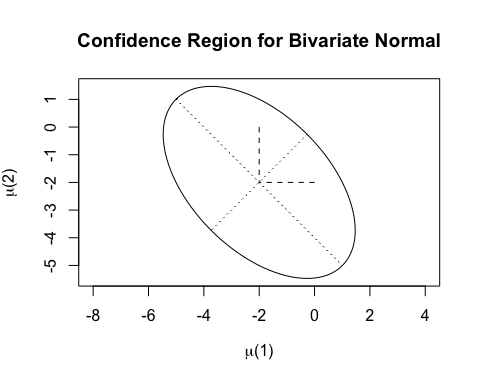 Confidence Region for Bivariate Normal
μ(2)
1
0
-1
-2
-3
-4
-5
-8 -6 -4 -2 0 2 4
μ(1)